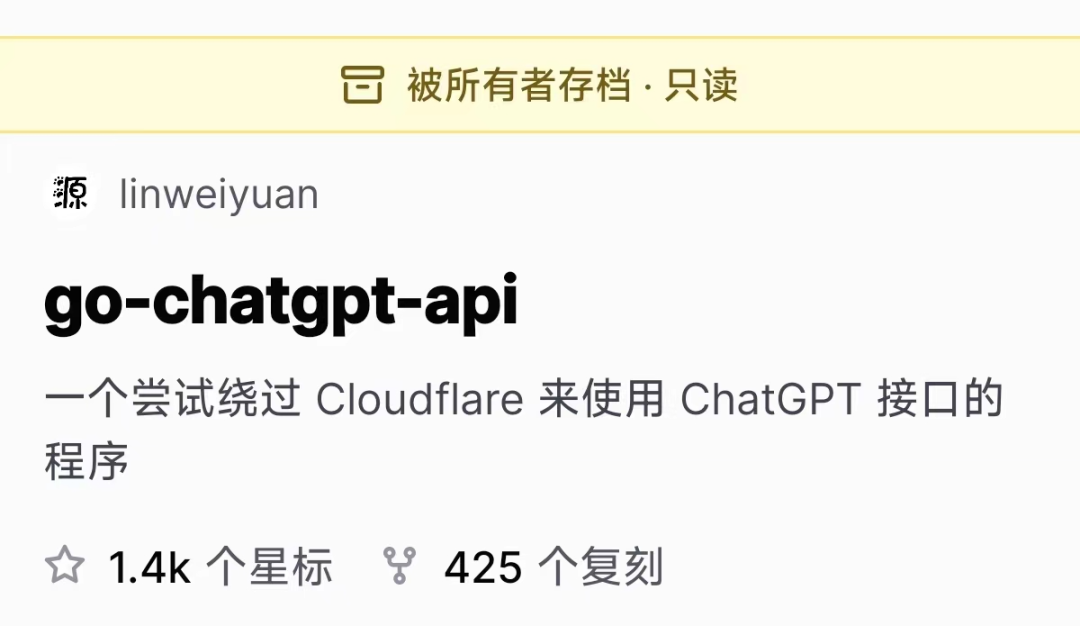 被所有者存档 · 只读
源 linweiyuan
go-chatgpt-api
一个尝试绕过 Cloudflare 来使用 ChatGPT 接口的
程序
1.4k 个星标 425 个复刻